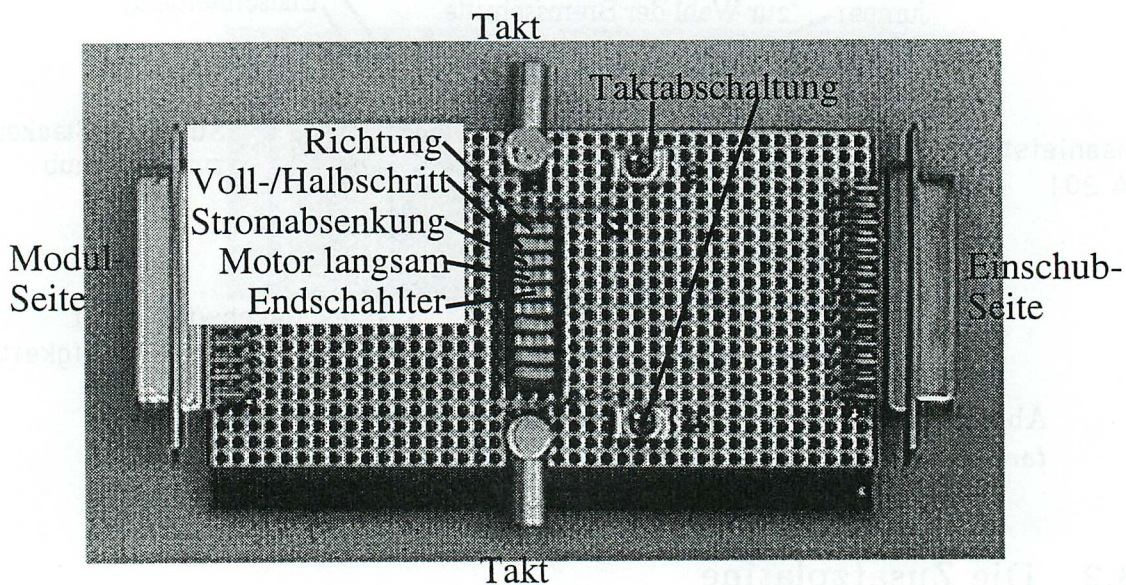 Takt
Taktabschaltung
Richtung
Voll-/Halbschritt
Stromabsenkung
Motor langsam
Endschahlter
Modul-
Seite
Einschub-
Seite
Takt